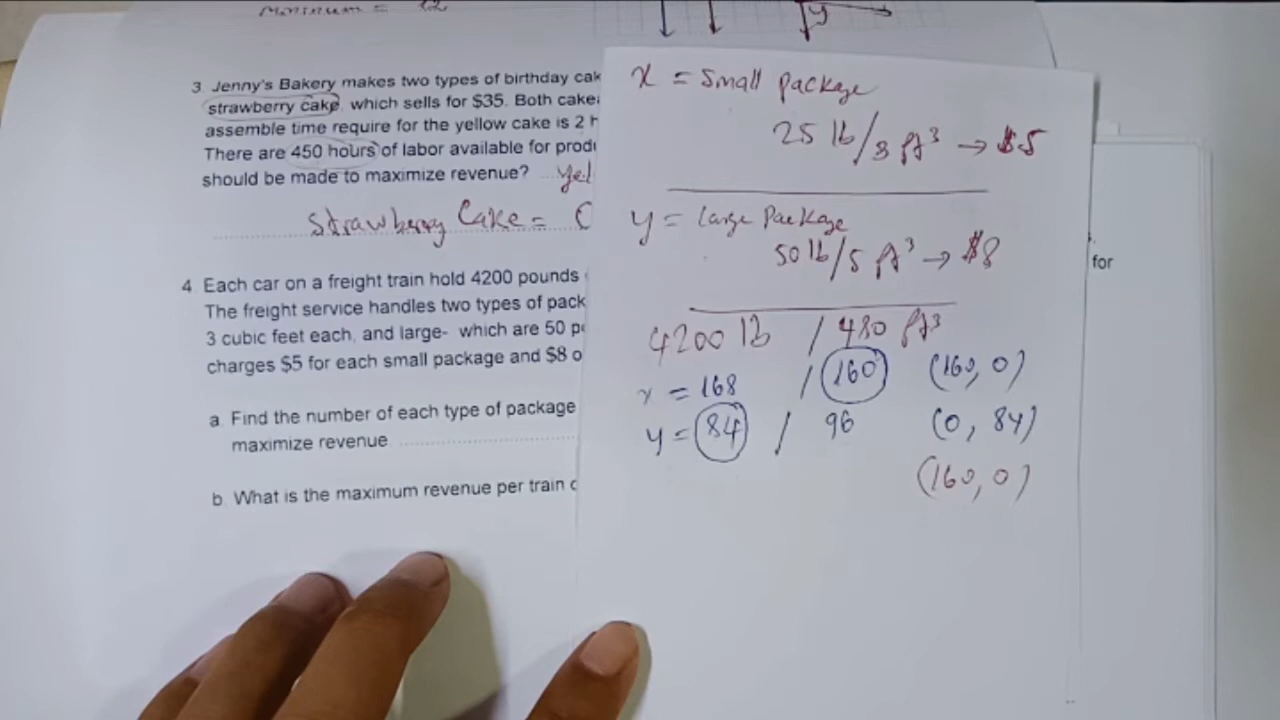 Minimum = 12
y
3. Jenny's Bakery makes two types of birthday cak
strawberry cake, which sells for $35. Both cake
assemble time require for the yellow cake is 2 h
There are 450 hours of labor available for prod
should be made to maximize revenue? Yel
Strawberry Cake =
4 Each car on a freight train hold 4200 pounds
The freight service handles two types of pack
3 cubic feet each, and large- which are 50 p
charges $5 for each small package and $8 o
a. Find the number of each type of package
maximize revenue
b. What is the maximum revenue per train c
x = Small package
25 lb/3 ft³ → $5
y = Large Package
50 lb/5 ft³ → $8
4200 lb / 480 ft³
x = 168 / 160 (160, 0)
y = 84 / 96 (0, 84)
(160, 0)
for